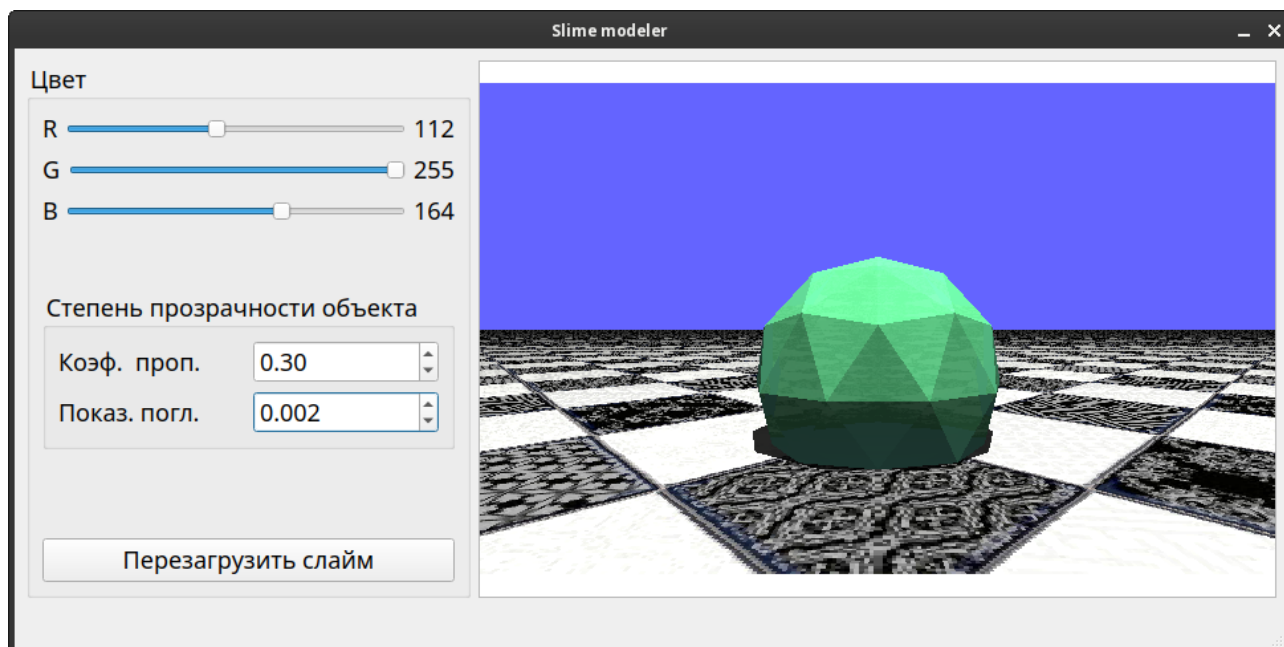 Slime modeler
Цвет
R 112
G 255
B 164
Степень прозрачности объекта
Коэф. проп. 0.30
Показ. погл. 0.002
Перезагрузить слайм